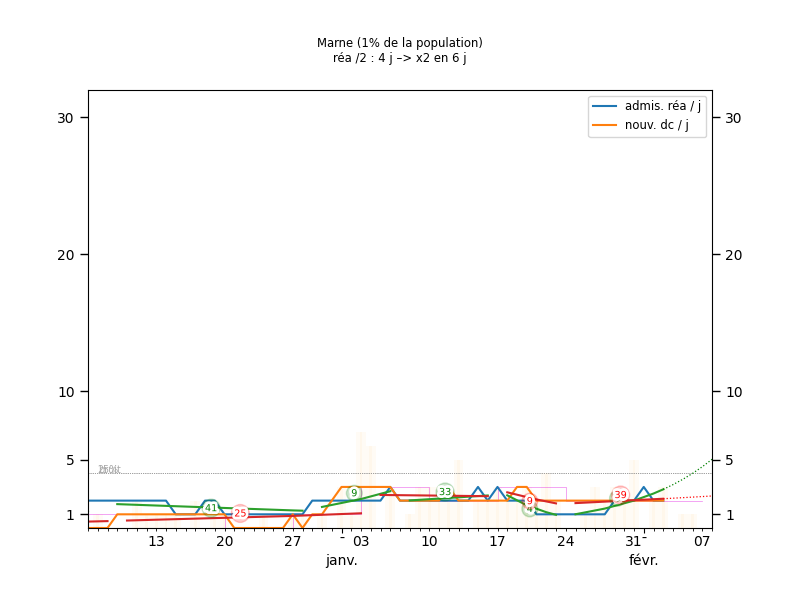 Marne (1% de la population)
réa /2 : 4 j –> x2 en 6 j
admis. réa / j
nouv. dc / j
30 30
20 20
10 10
5 5
1 1
41 25 9 33 9 4 39
13 20 27 03 10 17 24 31 07
janv. févr.